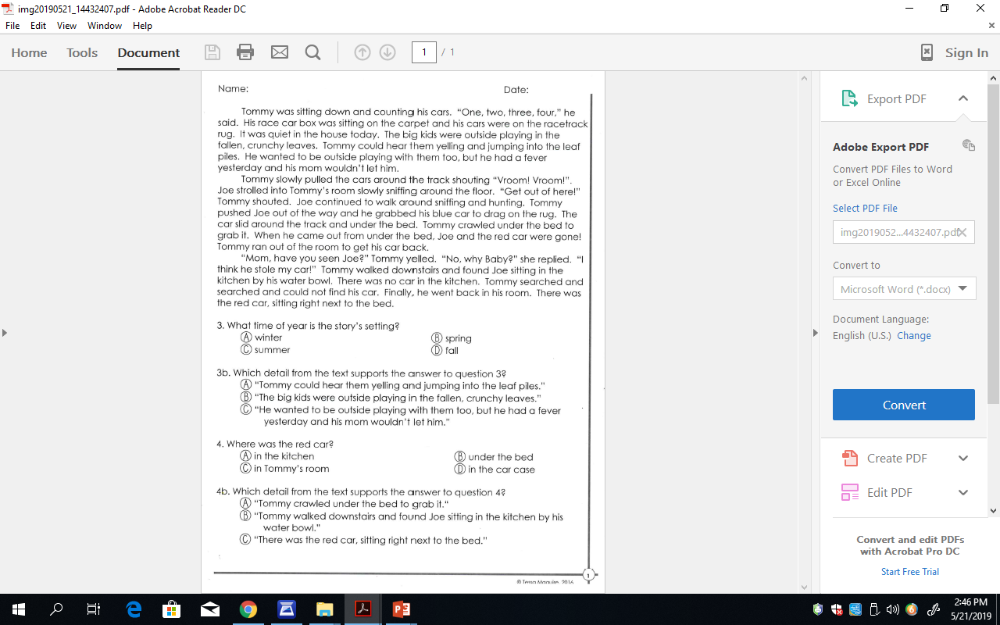 img20190521_14432407.pdf - Adobe Acrobat Reader DC
File Edit View Window Help
Home Tools Document 1 / 1 Sign In
Name: Date:
Tommy was sitting down and counting his cars. “One, two, three, four,” he
said. His race car box was sitting on the carpet and his cars were on the racetrack
rug. It was quiet in the house today. The big kids were outside playing in the
fallen, crunchy leaves. Tommy could hear them yelling and jumping into the leaf
piles. He wanted to be outside playing with them too, but he had a fever
yesterday and his mom wouldn’t let him.
Tommy slowly pulled the cars around the track shouting “Vroom! Vroom!”.
Joe strolled into Tommy’s room slowly sniffing around the floor. “Get out of here!”
Tommy shouted. Joe continued to walk around sniffing and hunting. Tommy
pushed Joe out of the way and he grabbed his blue car to drag on the rug. The
car slid around the track and under the bed. Tommy crawled under the bed to
grab it. When he came out from under the bed, Joe and the red car were gone!
Tommy ran out of the room to get his car back.
“Mom, have you seen Joe?” Tommy yelled. “No, why Baby?” she replied. “I
think he stole my car!” Tommy walked downstairs and found Joe sitting in the
kitchen by his water bowl. There was no car in the kitchen. Tommy searched and
searched and could not find his car. Finally, he went back in his room. There was
the red car, sitting right next to the bed.
3. What time of year is the story’s setting?
A winter B spring
C summer D fall
3b. Which detail from the text supports the answer to question 3?
A “Tommy could hear them yelling and jumping into the leaf piles.”
B “The big kids were outside playing in the fallen, crunchy leaves.”
C “He wanted to be outside playing with them too, but he had a fever
yesterday and his mom wouldn’t let him.”
4. Where was the red car?
A in the kitchen B under the bed
C in Tommy’s room D in the car case
4b. Which detail from the text supports the answer to question 4?
A “Tommy crawled under the bed to grab it.“
B “Tommy walked downstairs and found Joe sitting in the kitchen by his
water bowl.”
C “There was the red car, sitting right next to the bed.”
1
© Tessa Maguire, 2016
Export PDF
Adobe Export PDF
Convert PDF Files to Word
or Excel Online
Select PDF File
img2019052...4432407.pdf
Convert to
Microsoft Word (*.docx)
Document Language:
English (U.S.) Change
Convert
Create PDF
Edit PDF
Convert and edit PDFs
with Acrobat Pro DC
Start Free Trial
2:46 PM
5/21/2019